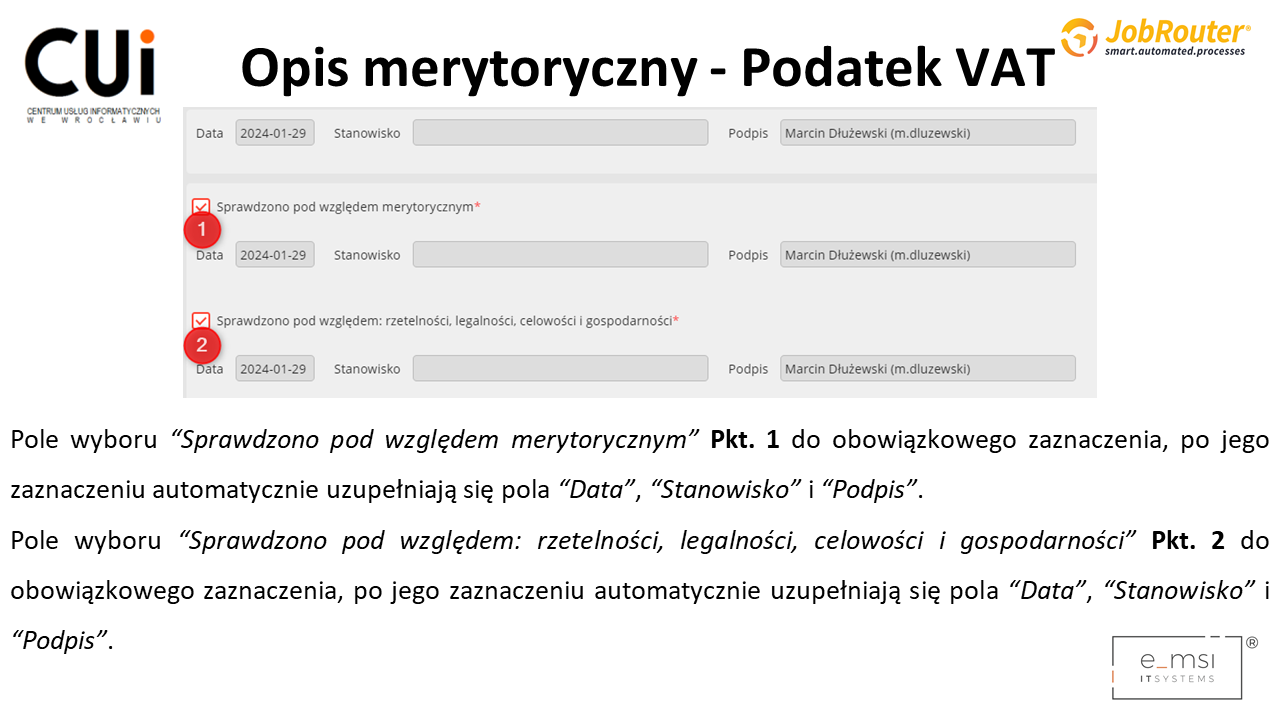 CUi
CENTRUM USŁUG INFORMATYCZNYCH
WE WROCŁAWIU
Opis merytoryczny - Podatek VAT
JobRouter®
smart.automated.processes
Data 2024-01-29 Stanowisko Podpis Marcin Dłużewski (m.dluzewski)
Sprawdzono pod względem merytorycznym*
1
Data 2024-01-29 Stanowisko Podpis Marcin Dłużewski (m.dluzewski)
Sprawdzono pod względem: rzetelności, legalności, celowości i gospodarności*
2
Data 2024-01-29 Stanowisko Podpis Marcin Dłużewski (m.dluzewski)
Pole wyboru “Sprawdzono pod względem merytorycznym” Pkt. 1 do obowiązkowego zaznaczenia, po jego
zaznaczeniu automatycznie uzupełniają się pola “Data”, “Stanowisko” i “Podpis”.
Pole wyboru “Sprawdzono pod względem: rzetelności, legalności, celowości i gospodarności” Pkt. 2 do
obowiązkowego zaznaczenia, po jego zaznaczeniu automatycznie uzupełniają się pola “Data”, “Stanowisko” i
“Podpis”.
e_msi ®
ITSYSTEMS